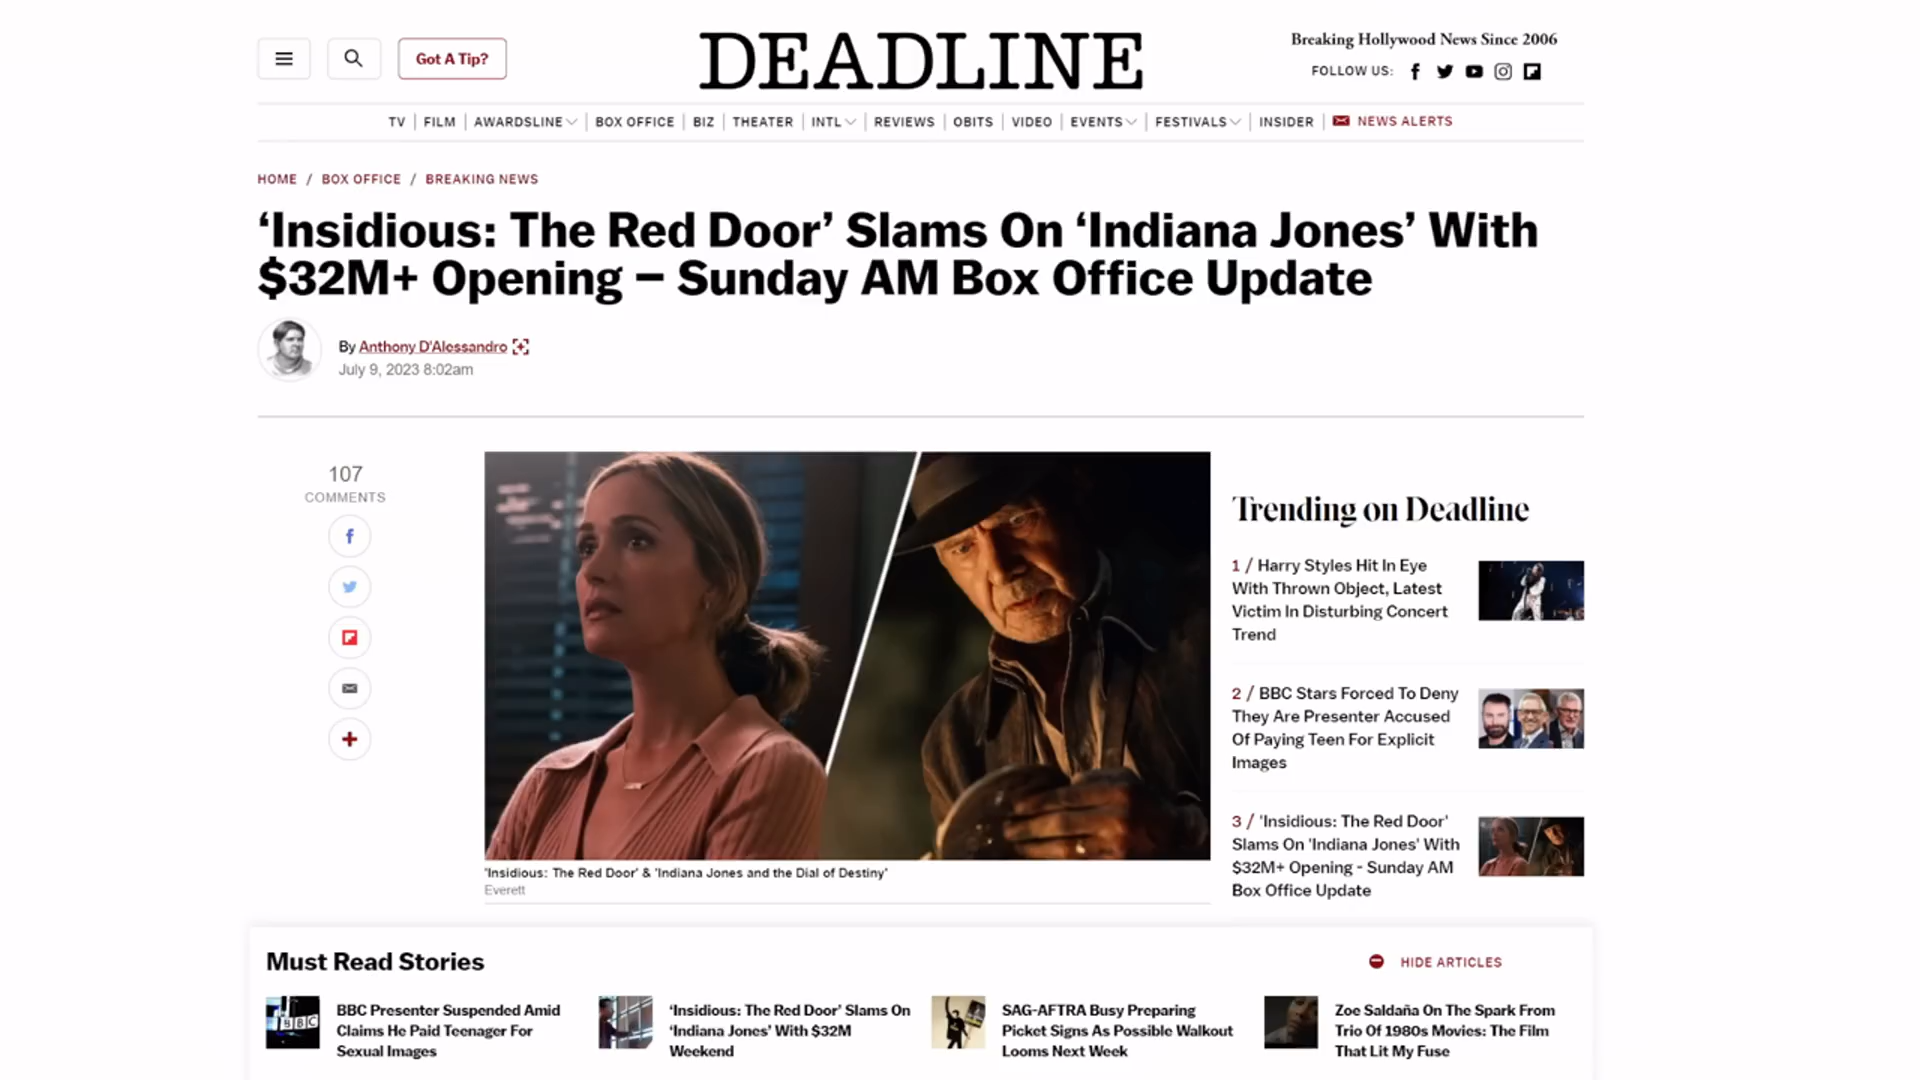 Got A Tip?
DEADLINE
Breaking Hollywood News Since 2006
FOLLOW US:
TV | FILM | AWARDSLINE | BOX OFFICE | BIZ | THEATER | INTL | REVIEWS | OBITS | VIDEO | EVENTS | FESTIVALS | INSIDER | NEWS ALERTS
HOME / BOX OFFICE / BREAKING NEWS
‘Insidious: The Red Door’ Slams On ‘Indiana Jones’ With
$32M+ Opening – Sunday AM Box Office Update
By Anthony D'Alessandro
July 9, 2023 8:02am
107
COMMENTS
'Insidious: The Red Door' & 'Indiana Jones and the Dial of Destiny'
Everett
Trending on Deadline
1 / Harry Styles Hit In Eye
With Thrown Object, Latest
Victim In Disturbing Concert
Trend
2 / BBC Stars Forced To Deny
They Are Presenter Accused
Of Paying Teen For Explicit
Images
3 / 'Insidious: The Red Door'
Slams On 'Indiana Jones' With
$32M+ Opening - Sunday AM
Box Office Update
Must Read Stories
HIDE ARTICLES
BBC
BBC Presenter Suspended Amid
Claims He Paid Teenager For
Sexual Images
‘Insidious: The Red Door’ Slams On
‘Indiana Jones’ With $32M
Weekend
SAG-AFTRA Busy Preparing
Picket Signs As Possible Walkout
Looms Next Week
Zoe Saldaña On The Spark From
Trio Of 1980s Movies: The Film
That Lit My Fuse